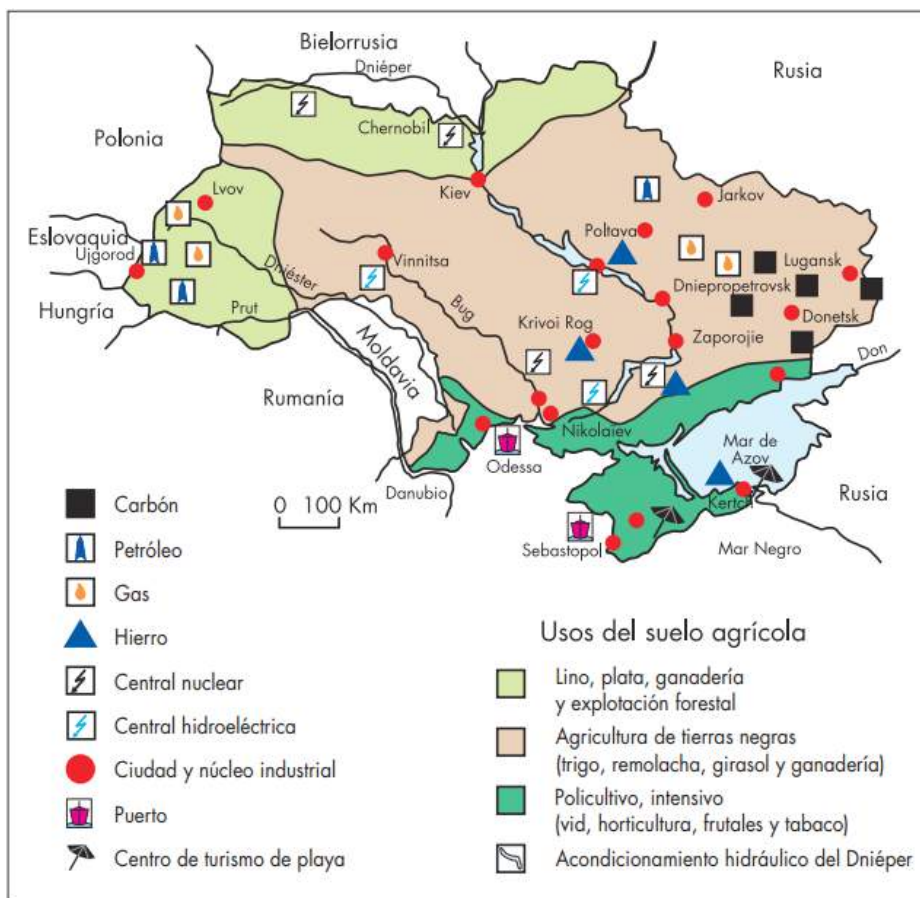 Bielorrusia
Dniéper
Rusia
Polonia
Chernobil
Kiev
Lvov
Jarkov
Poltava
Eslovaquia
Ujgorod
Vinnitsa
Lugansk
Dniéster
Dniepropetrovsk
Hungría
Prut
Bug
Krivoi Rog
Donetsk
Moldavia
Zaporojie
Don
Rumanía
Nikolaiev
Mar de
Azov
Odessa
Danubio
Kertch
Rusia
0 100 Km
Sebastopol
Mar Negro
Carbón
Petróleo
Gas
Hierro
Central nuclear
Central hidroeléctrica
Ciudad y núcleo industrial
Puerto
Centro de turismo de playa
Usos del suelo agrícola
Lino, plata, ganadería
y explotación forestal
Agricultura de tierras negras
(trigo, remolacha, girasol y ganadería)
Policultivo, intensivo
(vid, horticultura, frutales y tabaco)
Acondicionamiento hidráulico del Dniéper